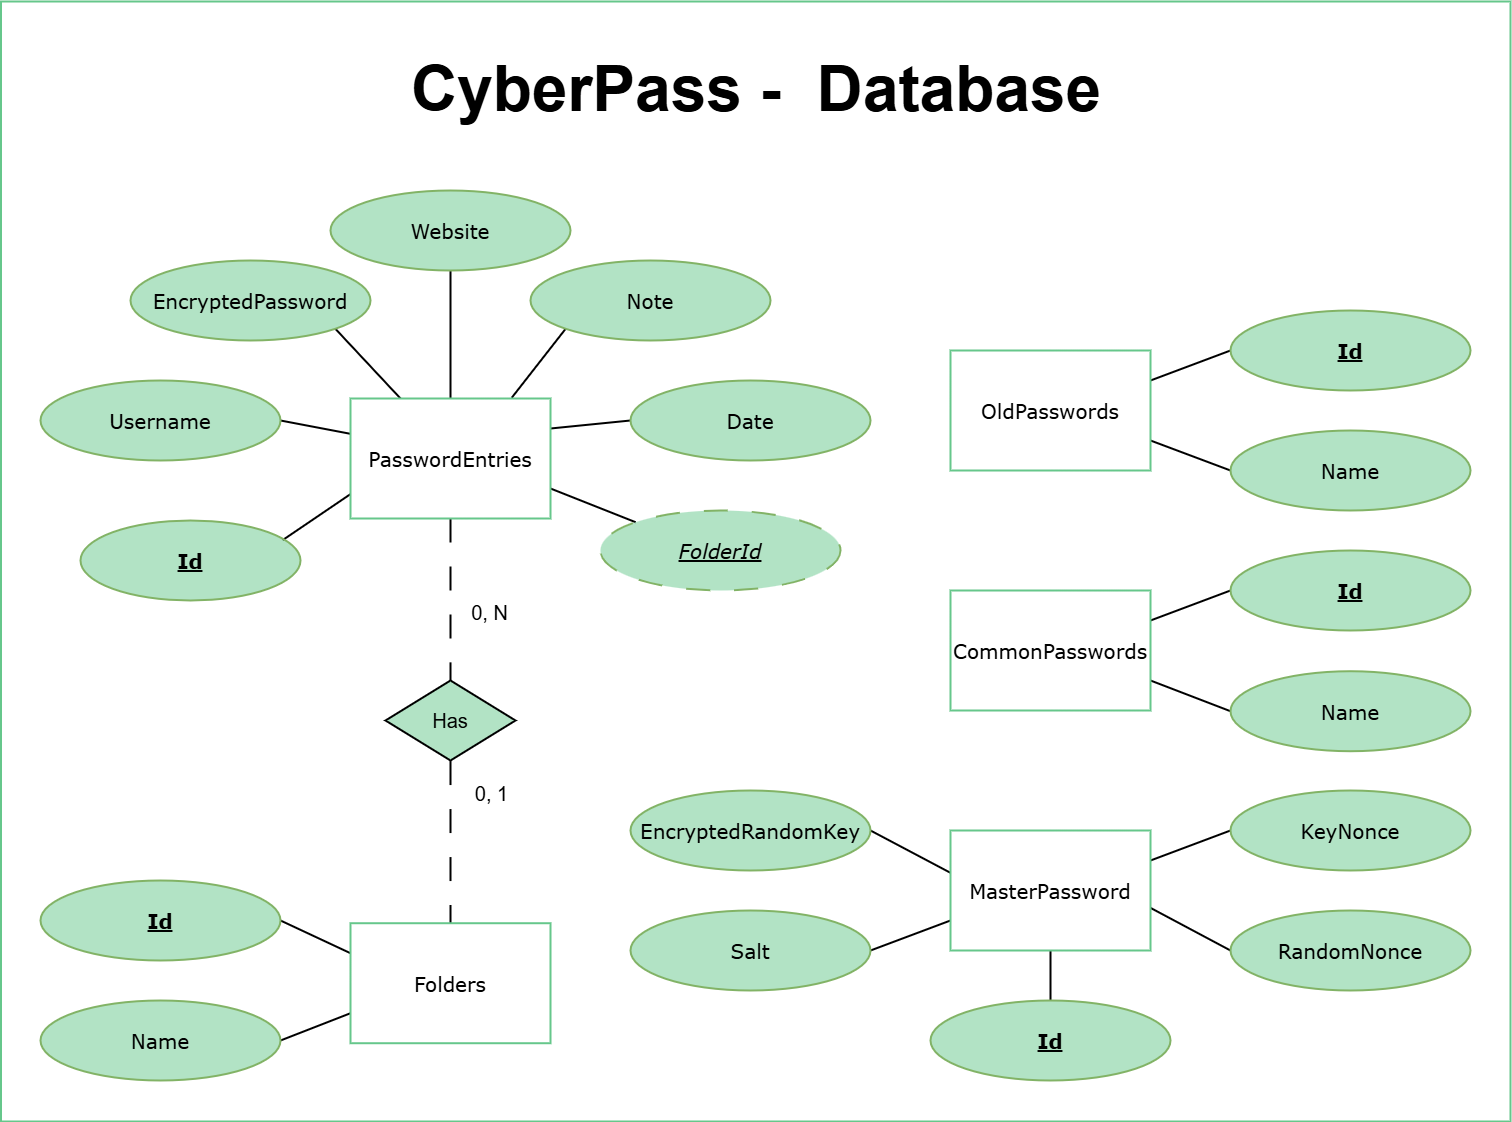 CyberPass -  Database
Website
EncryptedPassword
Note
Username
Date
PasswordEntries
Id
FolderId
0, N
Has
0, 1
Id
Folders
Name
OldPasswords
Id
Name
CommonPasswords
Id
Name
EncryptedRandomKey
KeyNonce
MasterPassword
Salt
RandomNonce
Id